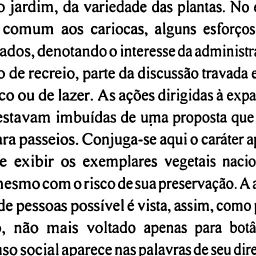 o jardim, da variedade das plantas. No e
comum aos cariocas, alguns esforços
ados, denotando o interesse da administra
o de recreio, parte da discussão travada e
co ou de lazer. As ações dirigidas à expa
estavam imbuídas de uma proposta que
ara passeios. Conjuga-se aqui o caráter a
e exibir os exemplares vegetais nacio
mesmo com o risco de sua preservação. A a
de pessoas possível é vista, assim, como p
o, não mais voltado apenas para botâ
so social aparece nas palavras de seu dire